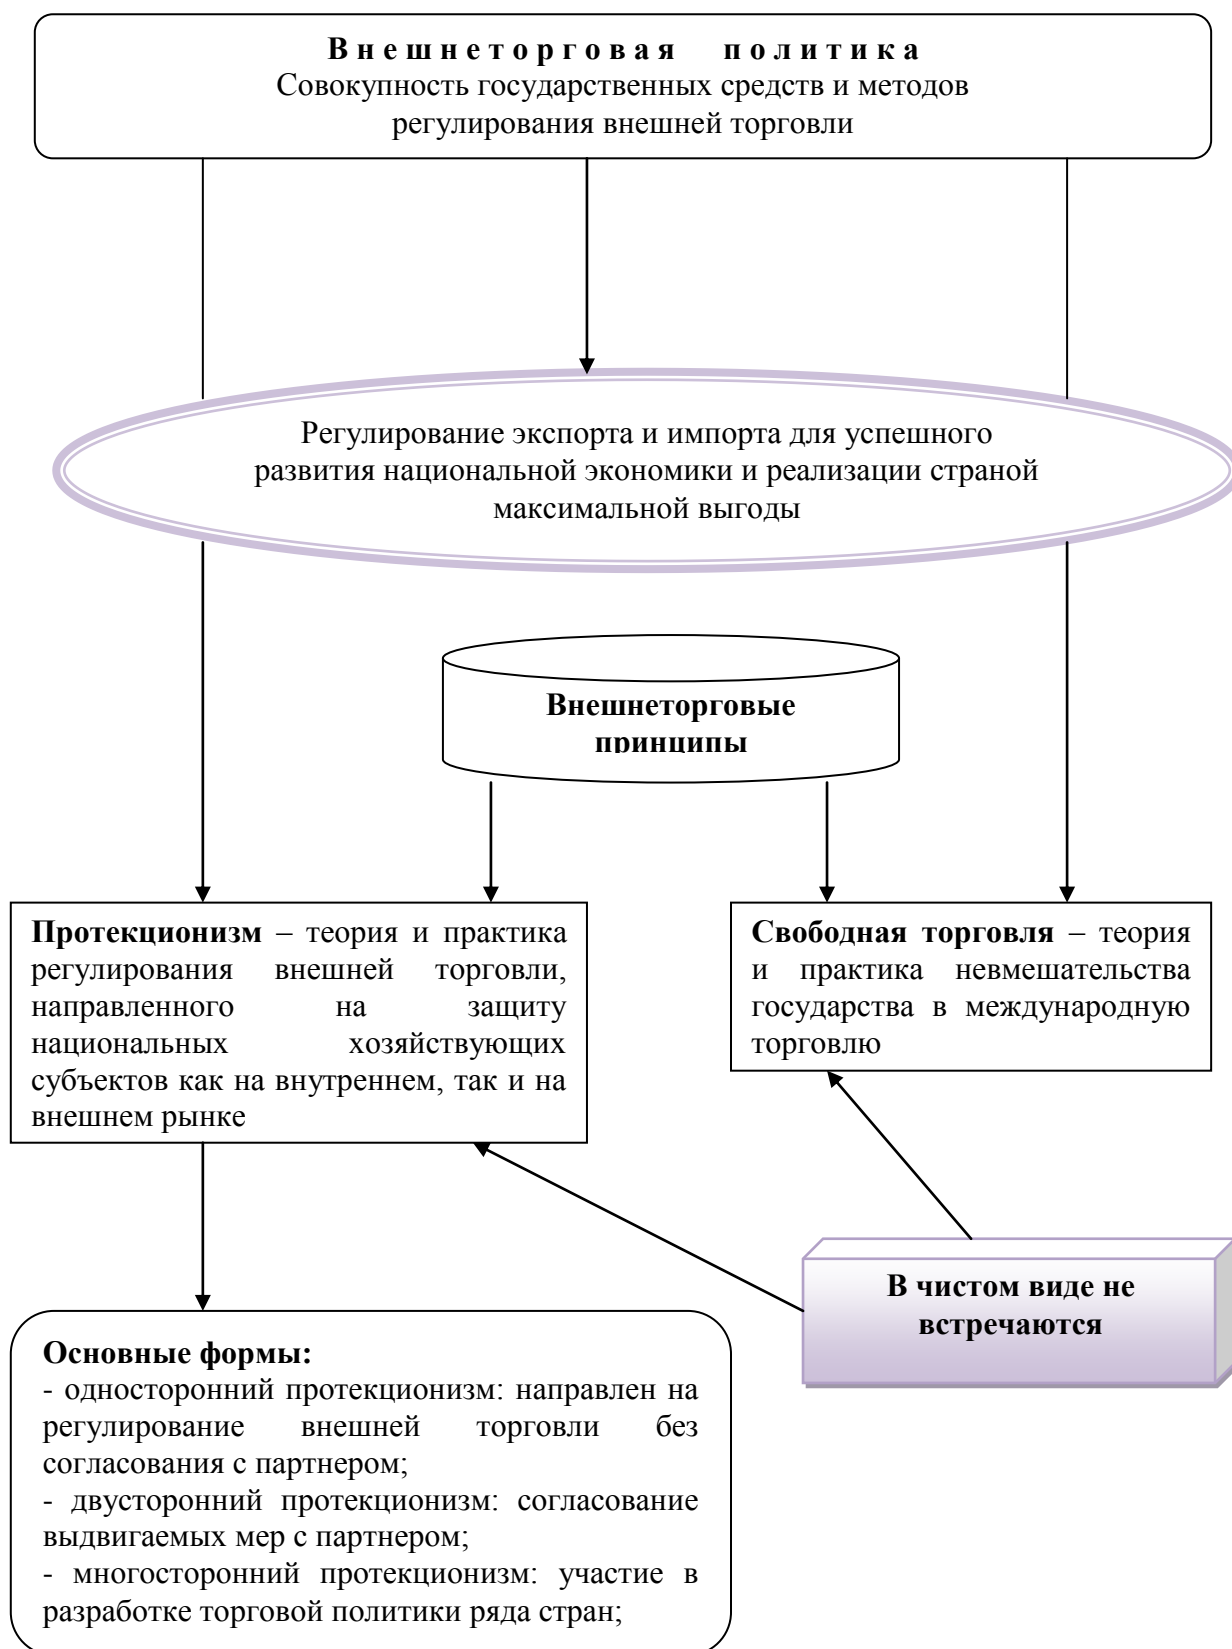 Внешнеторговая политика
Совокупность государственных средств и методов
регулирования внешней торговли
Регулирование экспорта и импорта для успешного
развития национальной экономики и реализации страной
максимальной выгоды
Внешнеторговые
принципы
Протекционизм – теория и практика
регулирования внешней торговли,
направленного на защиту
национальных хозяйствующих
субъектов как на внутреннем, так и на
внешнем рынке
Свободная торговля – теория
и практика невмешательства
государства в международную
торговлю
В чистом виде не
встречаются
Основные формы:
- односторонний протекционизм: направлен на
регулирование внешней торговли без
согласования с партнером;
- двусторонний протекционизм: согласование
выдвигаемых мер с партнером;
- многосторонний протекционизм: участие в
разработке торговой политики ряда стран;